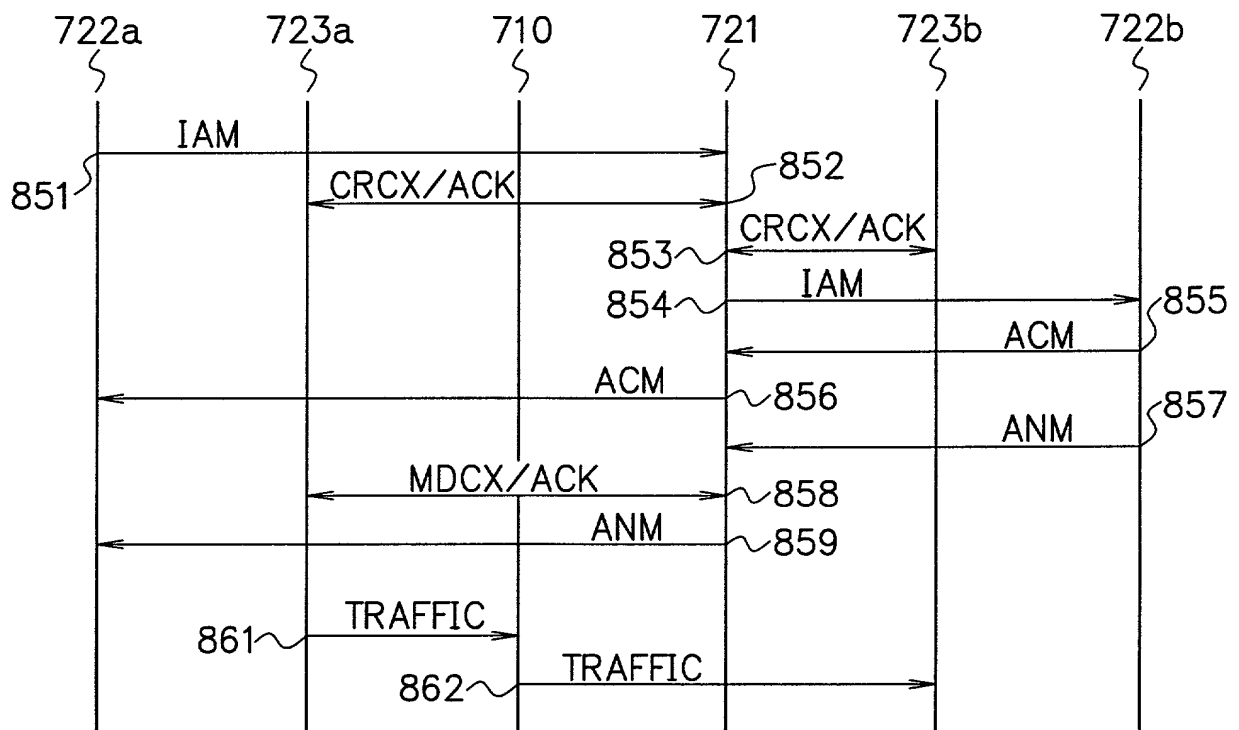 722a 723a 710 721 723b 722b
IAM
851
CRCX/ACK
852
CRCX/ACK
853
IAM
854
855
ACM
ACM
856
857
ANM
MDCX/ACK
858
ANM
859
TRAFFIC
861
TRAFFIC
862